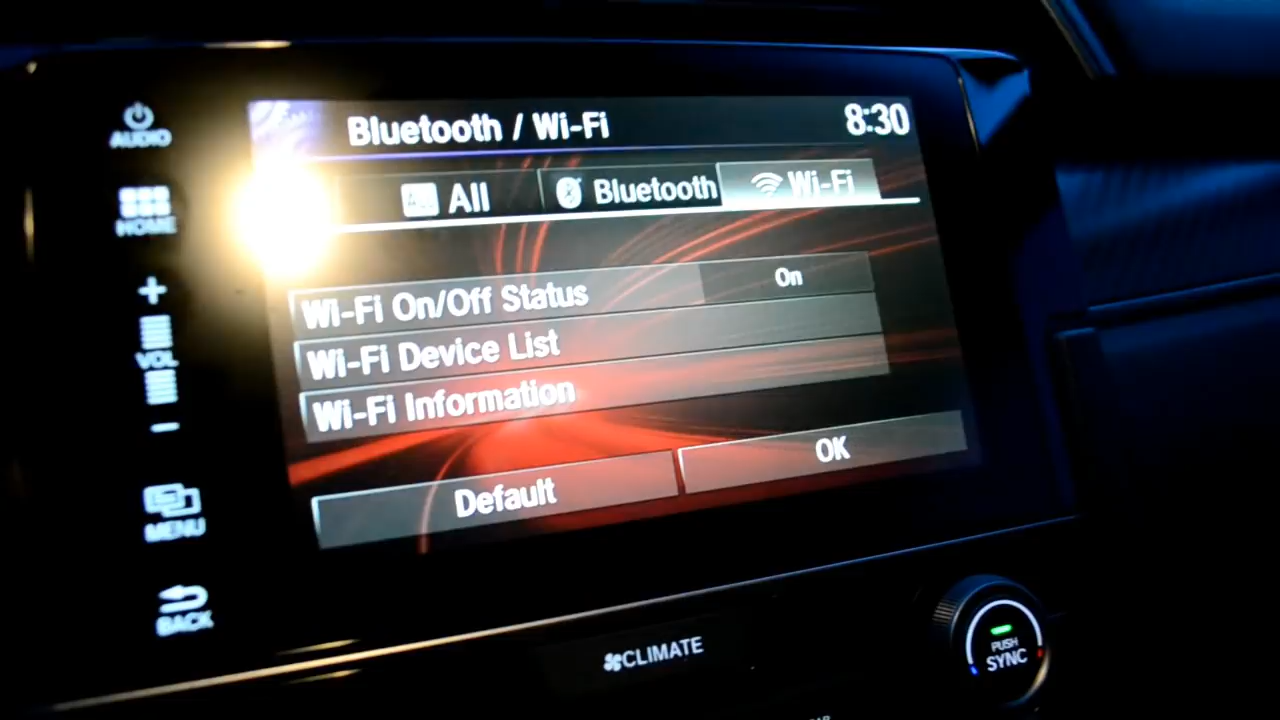 AUDIO
HOME
+
VOL
-
MENU
BACK
Bluetooth / Wi-Fi
8:30
All
Bluetooth
Wi-Fi
Wi-Fi On/Off Status
On
Wi-Fi Device List
Wi-Fi Information
Default
OK
CLIMATE
PUSH
SYNC